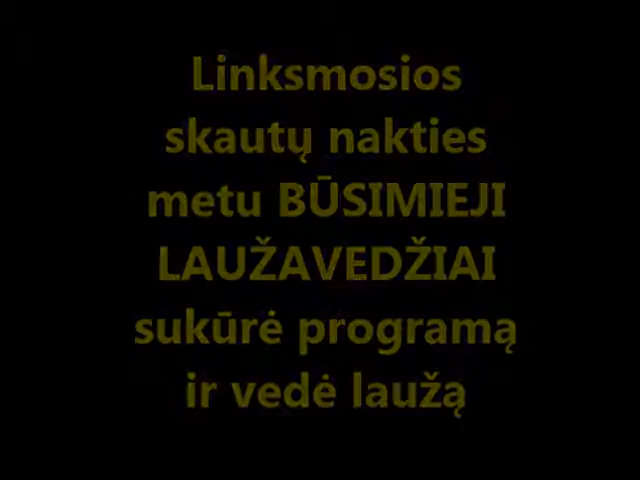 Linksmosios
skautų nakties
metu BŪSIMIEJI
LAUŽAVEDŽIAI
sukūrė programą
ir vedė laužą